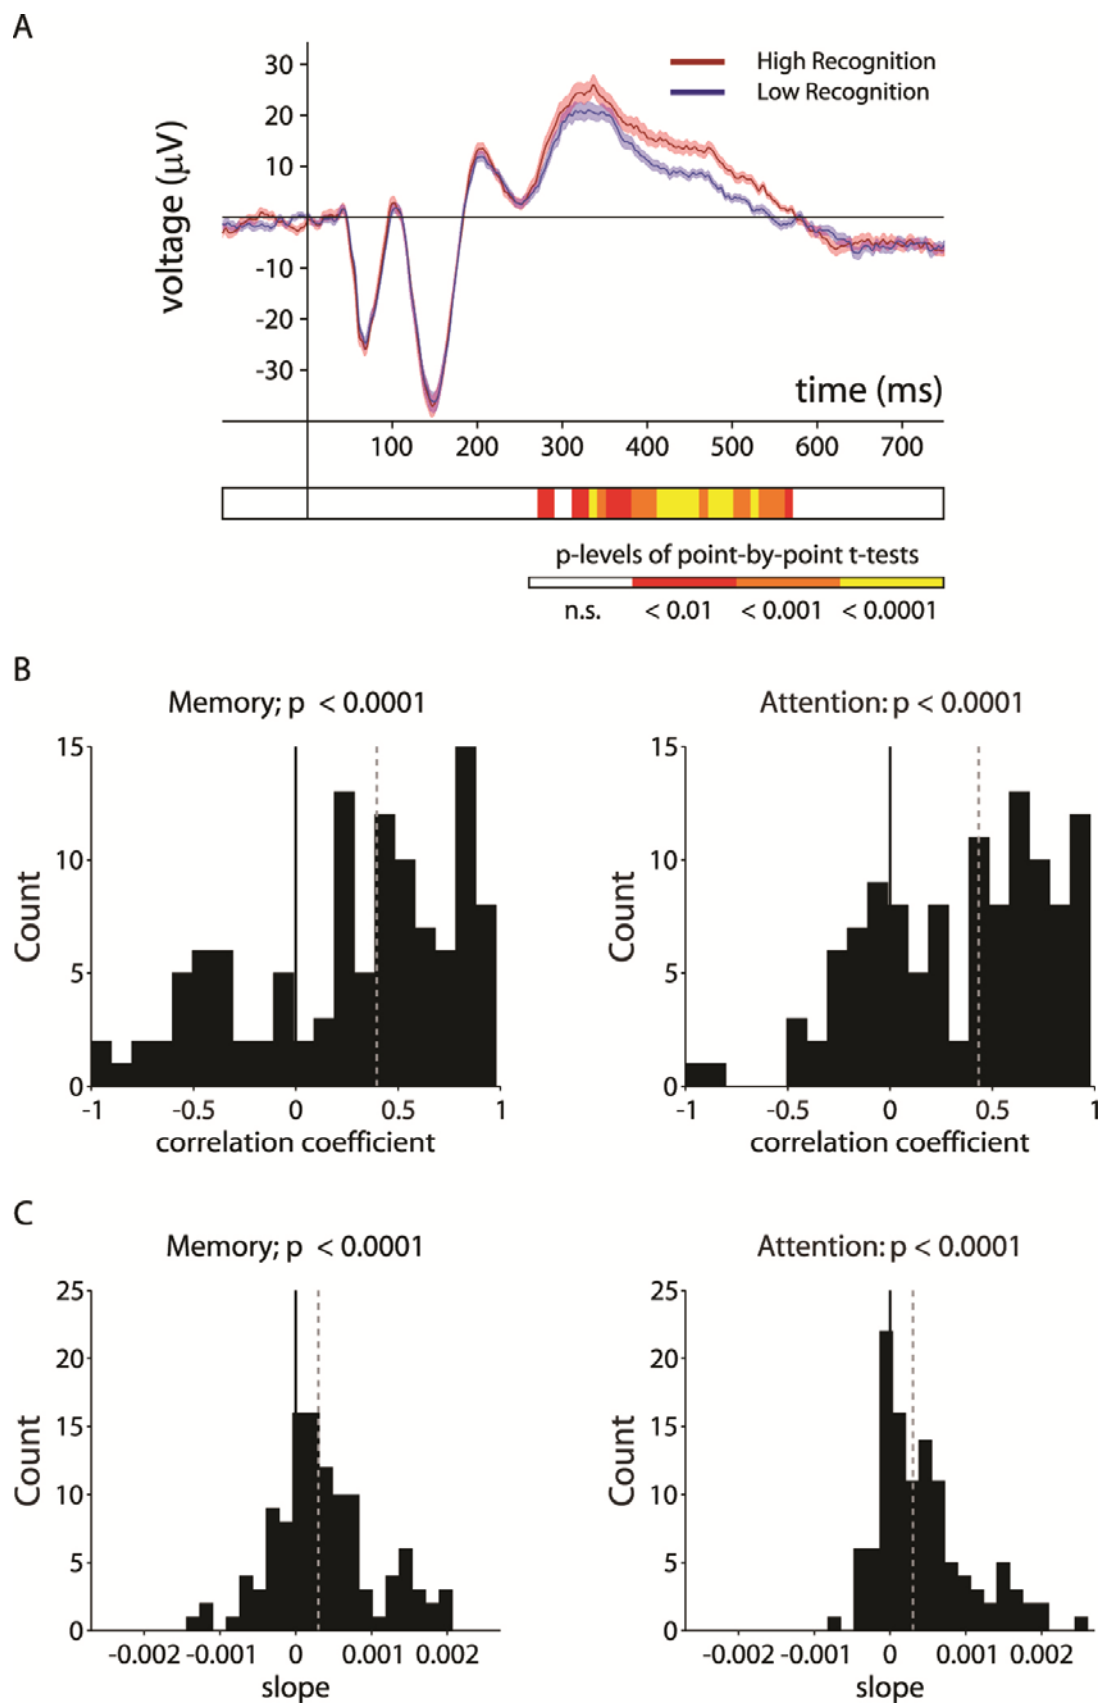 A
High Recognition
Low Recognition
voltage (μV)
30
20
10
0
-10
-20
-30
time (ms)
100 200 300 400 500 600 700
p-levels of point-by-point t-tests
n.s. < 0.01 < 0.001 < 0.0001
B
Memory; p < 0.0001
Count
15
10
5
0
-1 -0.5 0 0.5 1
correlation coefficient
Attention: p < 0.0001
Count
15
10
5
0
-1 -0.5 0 0.5 1
correlation coefficient
C
Memory; p < 0.0001
Count
25
20
15
10
5
0
-0.002 -0.001 0 0.001 0.002
slope
Attention: p < 0.0001
Count
25
20
15
10
5
0
-0.002 -0.001 0 0.001 0.002
slope